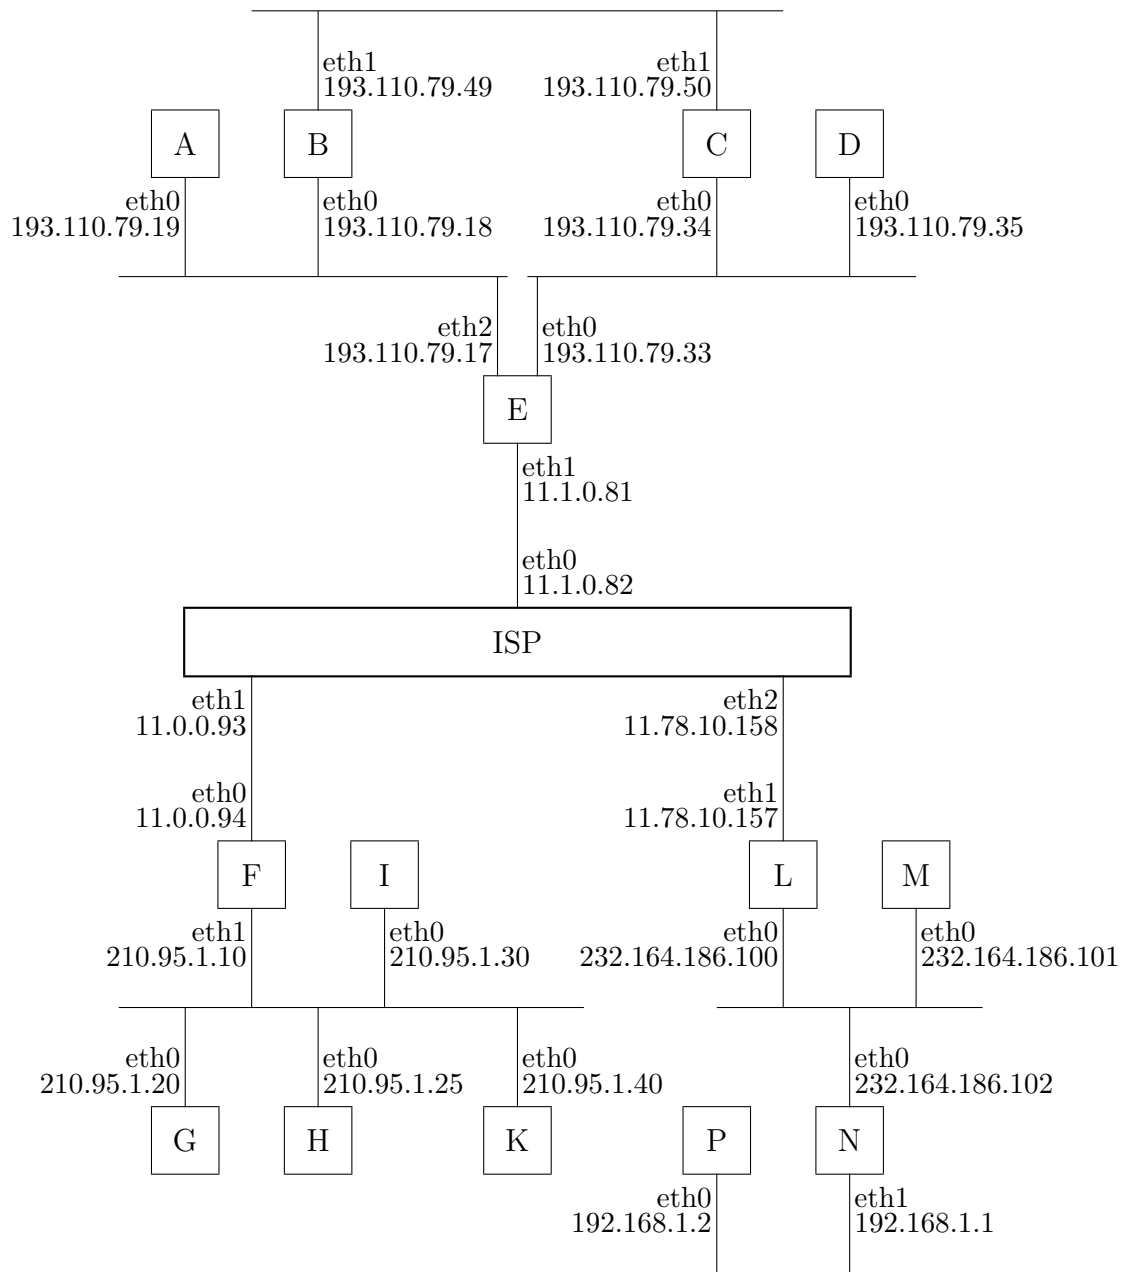 eth1
193.110.79.49
eth1
193.110.79.50
A
B
C
D
eth0
193.110.79.19
eth0
193.110.79.18
eth0
193.110.79.34
eth0
193.110.79.35
eth2
193.110.79.17
eth0
193.110.79.33
E
eth1
11.1.0.81
eth0
11.1.0.82
ISP
eth1
11.0.0.93
eth2
11.78.10.158
eth0
11.0.0.94
eth1
11.78.10.157
F
I
L
M
eth1
210.95.1.10
eth0
210.95.1.30
eth0
232.164.186.100
eth0
232.164.186.101
eth0
210.95.1.20
eth0
210.95.1.25
eth0
210.95.1.40
eth0
232.164.186.102
G
H
K
P
N
eth0
192.168.1.2
eth1
192.168.1.1